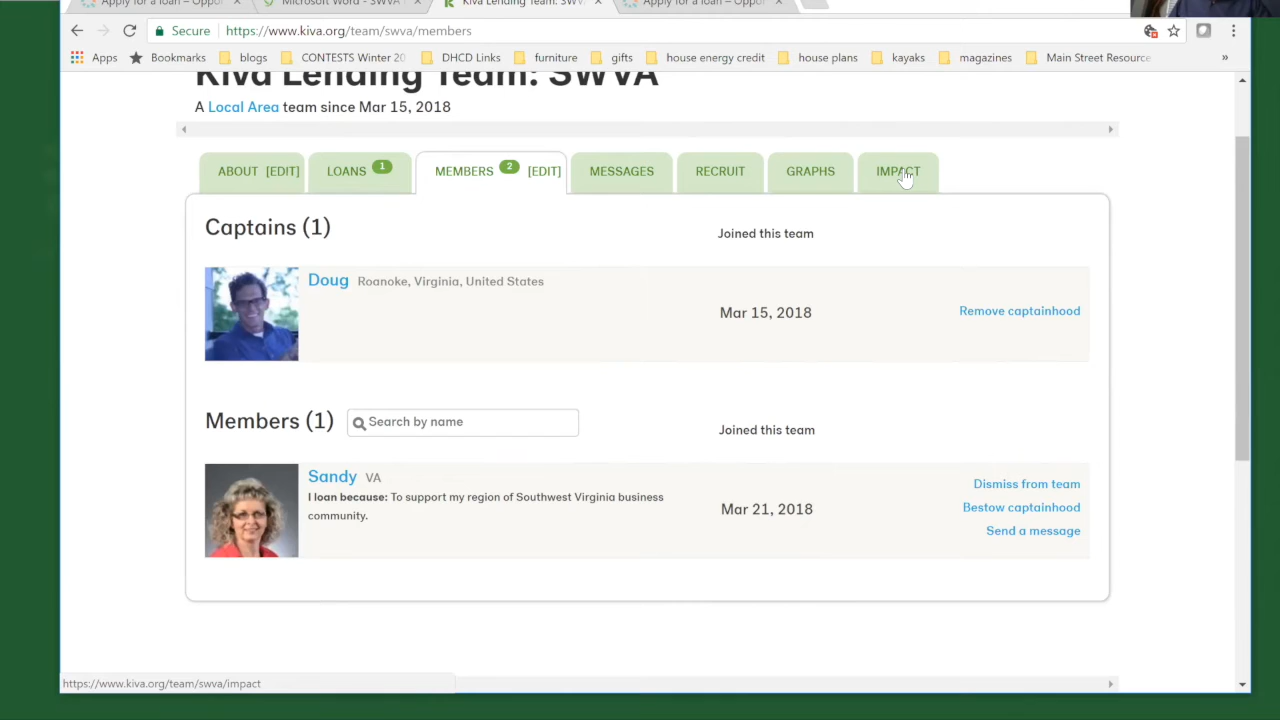 Apply for a loan – Oppo
Microsoft Word - SWVA
Kiva Lending Team: SWV
Apply for a loan – Oppo
Secure https://www.kiva.org/team/swva/members
Apps Bookmarks blogs CONTESTS Winter 20 DHCD Links furniture gifts house energy credit house plans kayaks magazines Main Street Resource »
Kiva Lending Team: SWVA
A Local Area team since Mar 15, 2018
ABOUT [EDIT] LOANS 1 MEMBERS 2 [EDIT] MESSAGES RECRUIT GRAPHS IMPACT
Captains (1) Joined this team
Doug Roanoke, Virginia, United States
Mar 15, 2018 Remove captainhood
Members (1) Search by name Joined this team
Sandy VA
I loan because: To support my region of Southwest Virginia business
community.
Mar 21, 2018
Dismiss from team
Bestow captainhood
Send a message
https://www.kiva.org/team/swva/impact